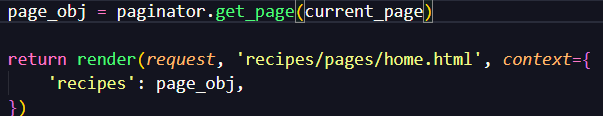 page_obj = paginator.get_page(current_page)
return render(request, 'recipes/pages/home.html', context={
    'recipes': page_obj,
})